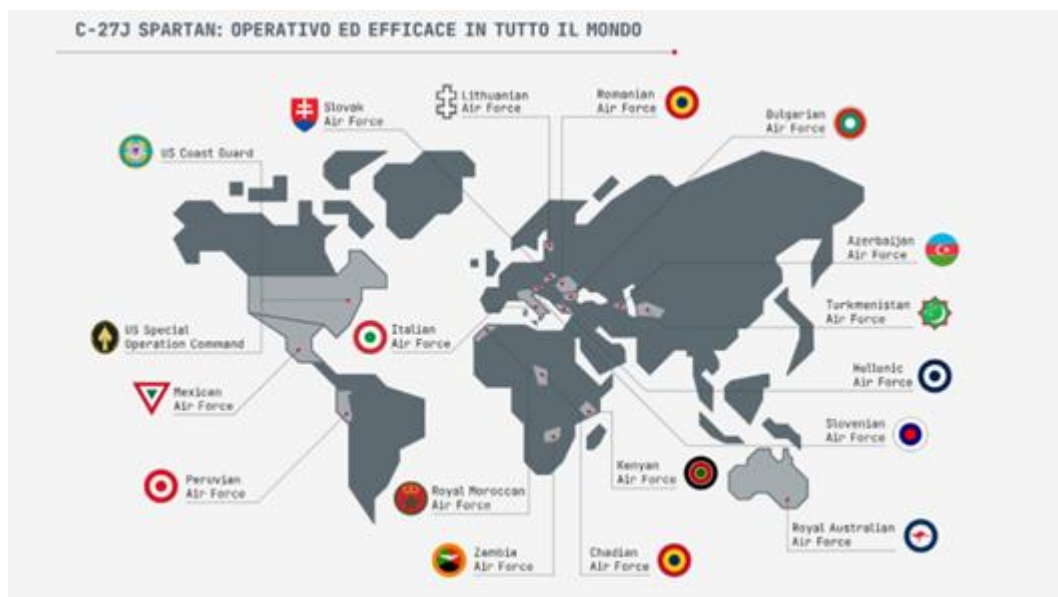 C-27J SPARTAN: OPERATIVO ED EFFICACE IN TUTTO IL MONDO
Slovak
Air Force
Lithuanian
Air Force
Romanian
Air Force
Bulgarian
Air Force
US Coast Guard
Azerbaijan
Air Force
Turkmenistan
Air Force
US Special
Operation Command
Italian
Air Force
Hellenic
Air Force
Mexican
Air Force
Slovenian
Air Force
Peruvian
Air Force
Kenyan
Air Force
Royal Moroccan
Air Force
Royal Australian
Air Force
Zambia
Air Force
Chadian
Air Force